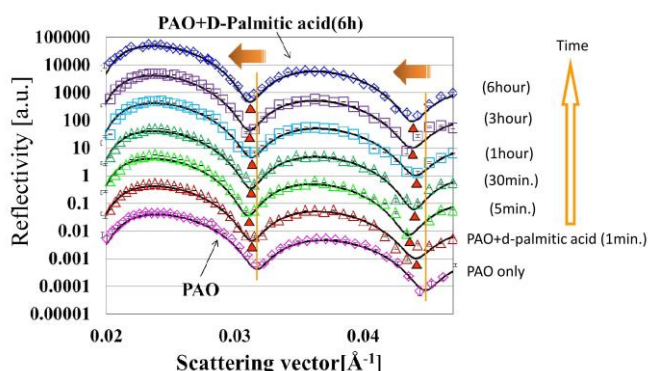 PAO+D-Palmitic acid(6h)
100000
10000
1000
100
10
1
0.1
0.01
0.001
0.0001
0.00001
Reflectivity [a.u.]
PAO
0.02
0.03
0.04
Scattering vector[Å⁻¹]
Time
(6hour)
(3hour)
(1hour)
(30min.)
(5min.)
PAO+d-palmitic acid (1min.)
PAO only